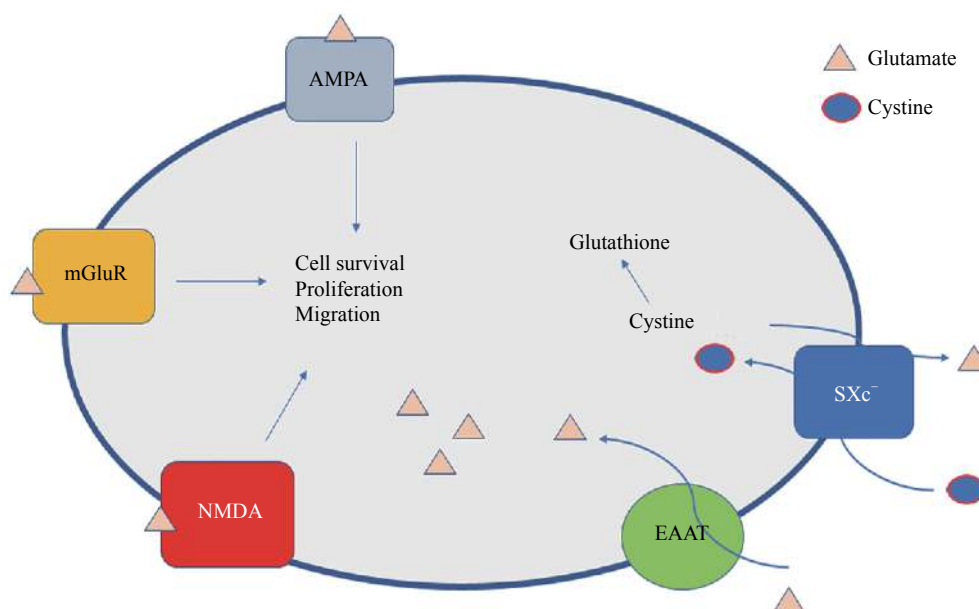 AMPA
Glutamate
Cystine
mGluR
Cell survival
Proliferation
Migration
Glutathione
Cystine
SXc⁻
NMDA
EAAT